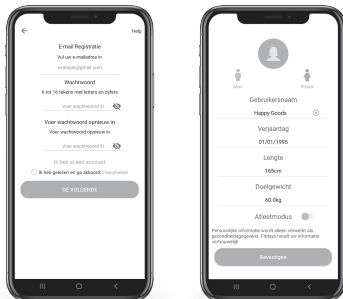 Help
E-mail Registratie
Vul uw e-mailadres in
example@gmail.com
Wachtwoord
6 tot 16 tekens met letters en cijfers
Voer wachtwoord in
Voer wachtwoord opnieuw in
Voer wachtwoord opnieuw in
Voer wachtwoord in
Ik heb al een account
Ik heb gelezen en ga akkoord Privacybeleid
DE VOLGENDE
Man
Vrouw
Gebruikersnaam
Happy Goods
Verjaardag
01/01/1995
Lengte
165cm
Doelgewicht
60.0kg
Atleetmodus
Persoonlijke informatie wordt alleen verwerkt als
gezondheidsgegevens. Fitdays houdt uw informatie
vertrouwelijk
Bevestigen